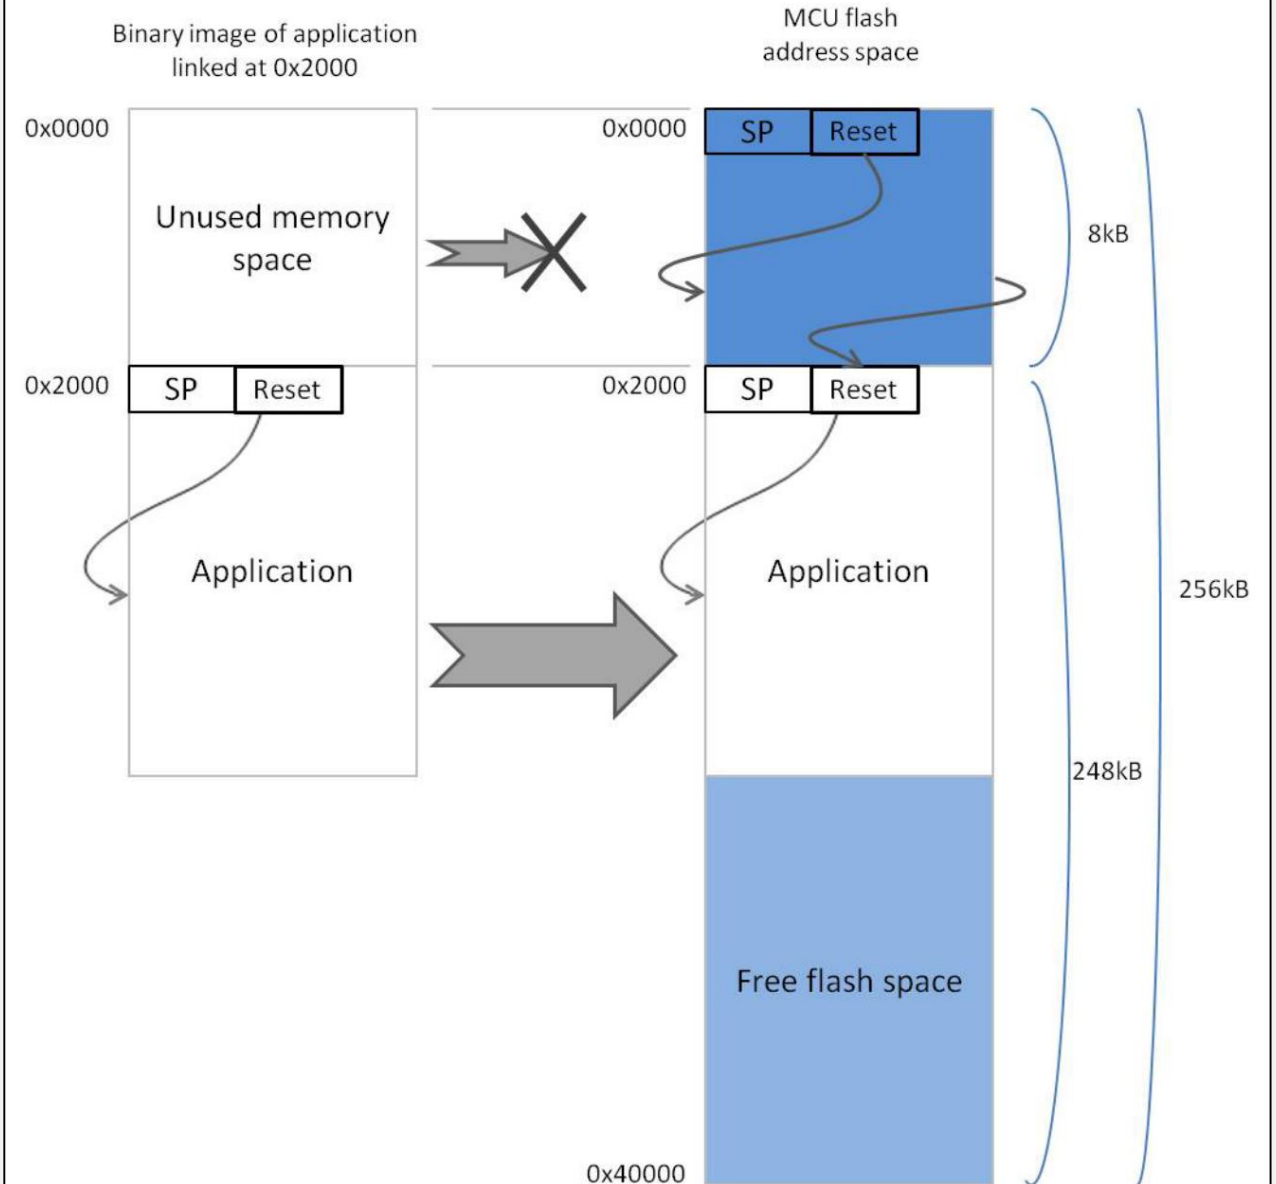 Binary image of application
linked at 0x2000
MCU flash
address space
0x0000
0x0000
SP
Reset
Unused memory
space
8kB
0x2000
SP
Reset
0x2000
SP
Reset
Application
Application
256kB
248kB
Free flash space
0x40000